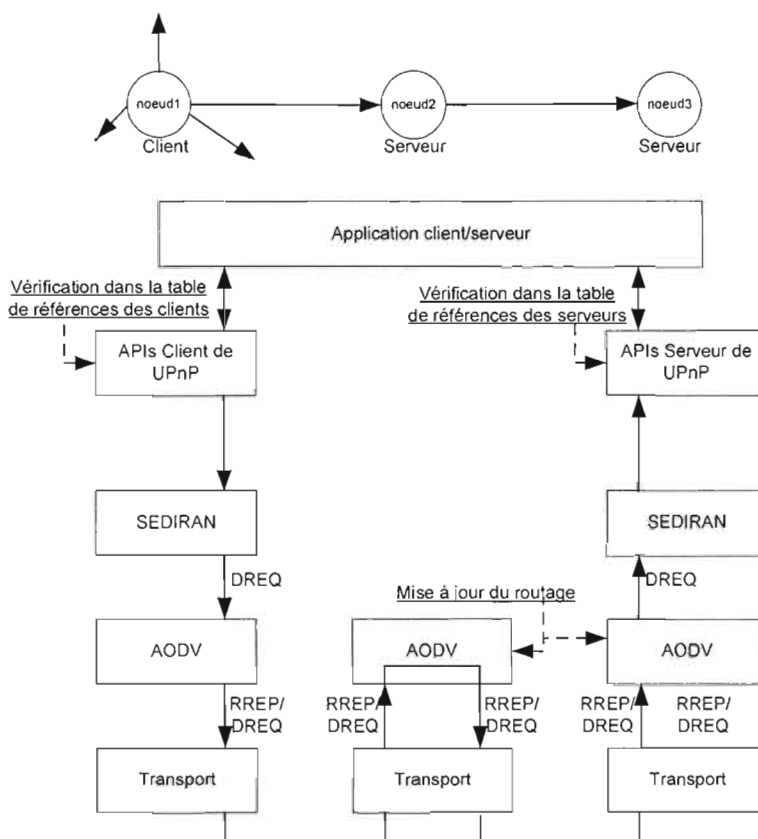 noeud1
noeud2
noeud3
Client
Serveur
Serveur
Application client/serveur
Vérification dans la table
de références des clients
Vérification dans la table
de références des serveurs
APIs Client de
UPnP
APIs Serveur de
UPnP
SEDIRAN
SEDIRAN
DREQ
DREQ
Mise à jour du routage
AODV
AODV
AODV
RREP/
DREQ
RREP/
DREQ
RREP/
DREQ
RREP/
DREQ
RREP/
DREQ
Transport
Transport
Transport